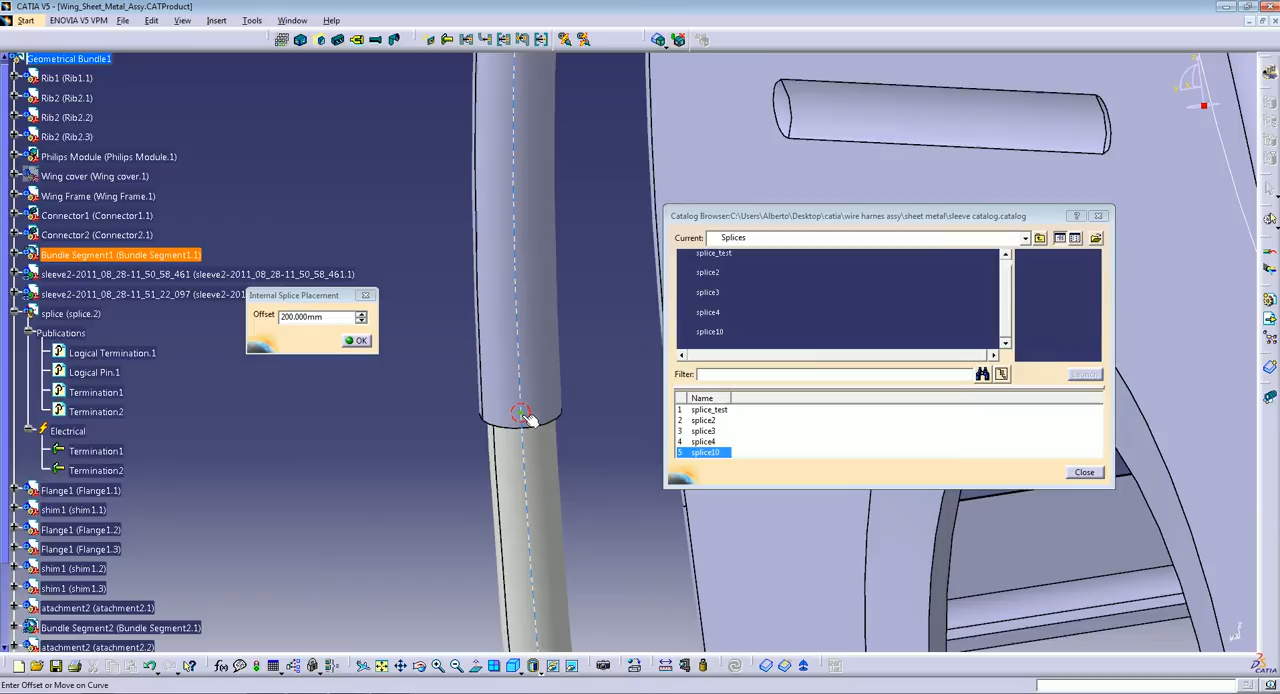 CATIA V5 - [Wing_Sheet_Metal_Assy.CATProduct]
Start ENOVIA V5 VPM File Edit View Insert Tools Window Help
Geometrical Bundle1
Rib1 (Rib1.1)
Rib2 (Rib2.1)
Rib2 (Rib2.2)
Rib2 (Rib2.3)
Philips Module (Philips Module.1)
Wing cover (Wing cover.1)
Wing Frame (Wing Frame.1)
Connector1 (Connector1.1)
Connector2 (Connector2.1)
Bundle Segment1 (Bundle Segment1.1)
sleeve2-2011_08_28-11_50_58_461 (sleeve2-2011_08_28-11_50_58_461.1)
sleeve2-2011_08_28-11_51_22_097 (sleeve2-201
splice (splice.2)
Publications
Logical Termination.1
Logical Pin.1
Termination1
Termination2
Electrical
Termination1
Termination2
Flange1 (Flange1.1)
shim1 (shim1.1)
Flange1 (Flange1.2)
Flange1 (Flange1.3)
shim1 (shim1.2)
shim1 (shim1.3)
atachment2 (atachment2.1)
Bundle Segment2 (Bundle Segment2.1)
atachment2 (atachment2.2)
Internal Splice Placement
Offset 200.000mm
OK
Catalog Browser:C:\Users\Alberto\Desktop\catia\wire harnes assy\sheet metal\sleeve catalog.catalog
Current: Splices
splice_test
splice2
splice3
splice4
splice10
Filter:
Launch
Name
1 splice_test
2 splice2
3 splice3
4 splice4
5 splice10
Close
f(x)
CATIA
Enter Offset or Move on Curve